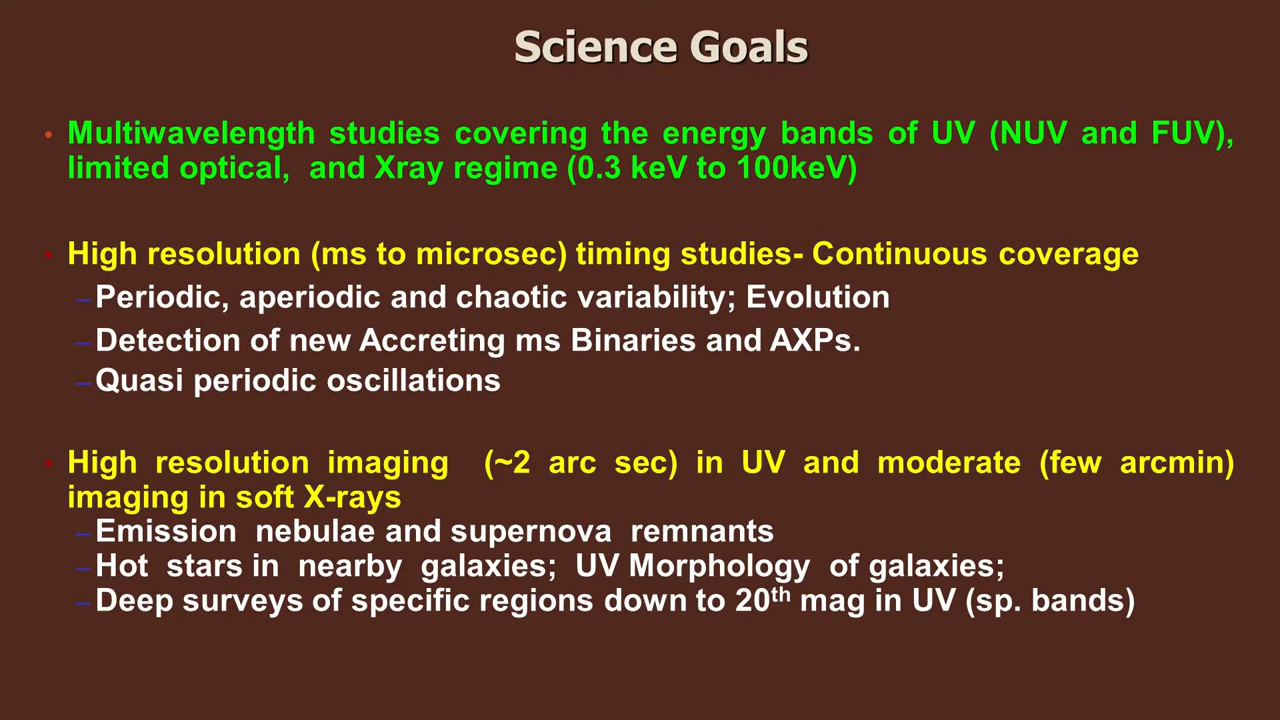 Science Goals
• Multiwavelength studies covering the energy bands of UV (NUV and FUV),
limited optical, and Xray regime (0.3 keV to 100keV)
• High resolution (ms to microsec) timing studies- Continuous coverage
–Periodic, aperiodic and chaotic variability; Evolution
–Detection of new Accreting ms Binaries and AXPs.
–Quasi periodic oscillations
• High resolution imaging (~2 arc sec) in UV and moderate (few arcmin)
imaging in soft X-rays
–Emission nebulae and supernova remnants
–Hot stars in nearby galaxies; UV Morphology of galaxies;
–Deep surveys of specific regions down to 20th mag in UV (sp. bands)